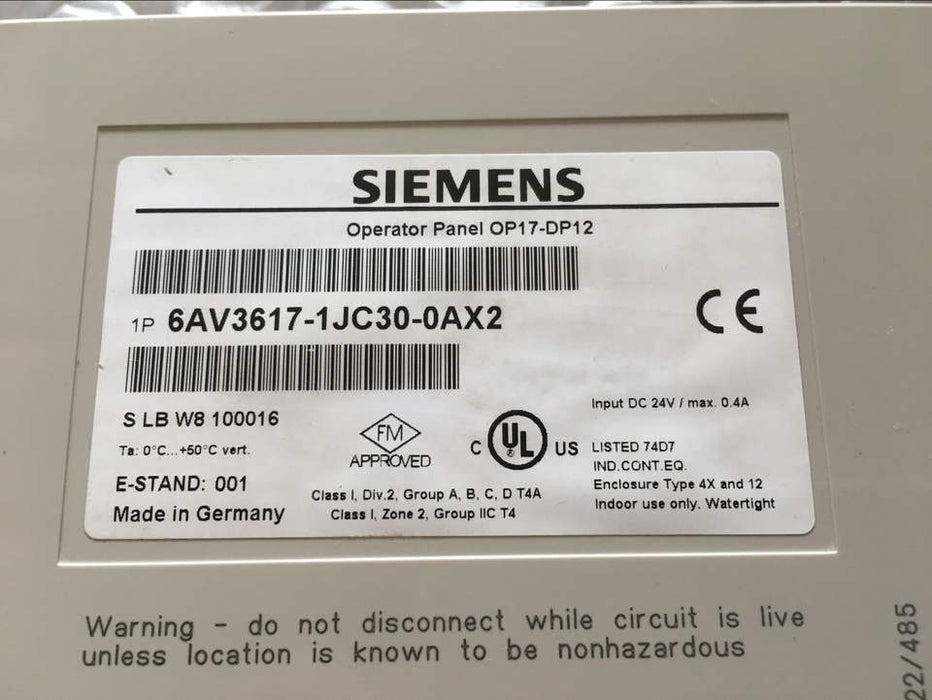 SIEMENS
Operator Panel OP17-DP12
1P 6AV3617-1JC30-0AX2
CE
S LB W8 100016
Ta: 0°C...+50°C vert.
E-STAND: 001
Made in Germany
FM
APPROVED
Class I, Div.2, Group A, B, C, D T4A
Class I, Zone 2, Group IIC T4
C UL ® US
Input DC 24V / max. 0.4A
LISTED 74D7
IND.CONT.EQ.
Enclosure Type 4X and 12
Indoor use only. Watertight
Warning - do not disconnect while circuit is live
unless location is known to be nonhazardous
22/485